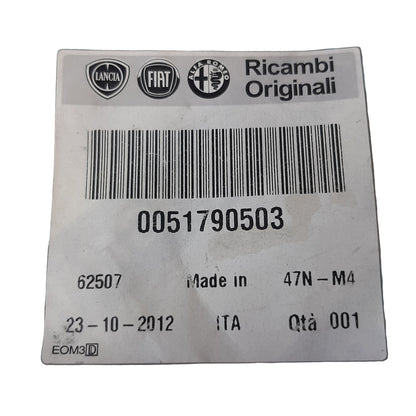 LANCIA FIAT ALFA ROMEO Ricambi
Originali
0051790503
62507 Made in 47N-M4
23-10-2012 ITA Qtà 001
EOM3D